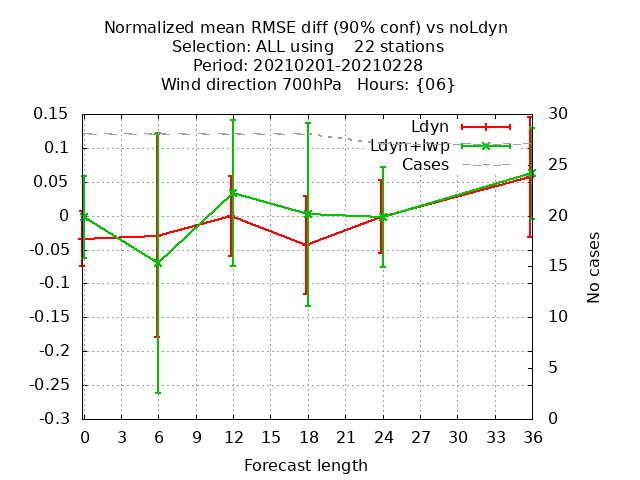 Normalized mean RMSE diff (90% conf) vs noLdyn
Selection: ALL using    22 stations
Period: 20210201-20210228
Wind direction 700hPa   Hours: {06}
0.15
0.1
0.05
0
-0.05
-0.1
-0.15
-0.2
-0.25
-0.3
Ldyn
Ldyn+lwp
Cases
30
25
20
15
10
5
0
No cases
0 3 6 9 12 15 18 21 24 27 30 33 36
Forecast length